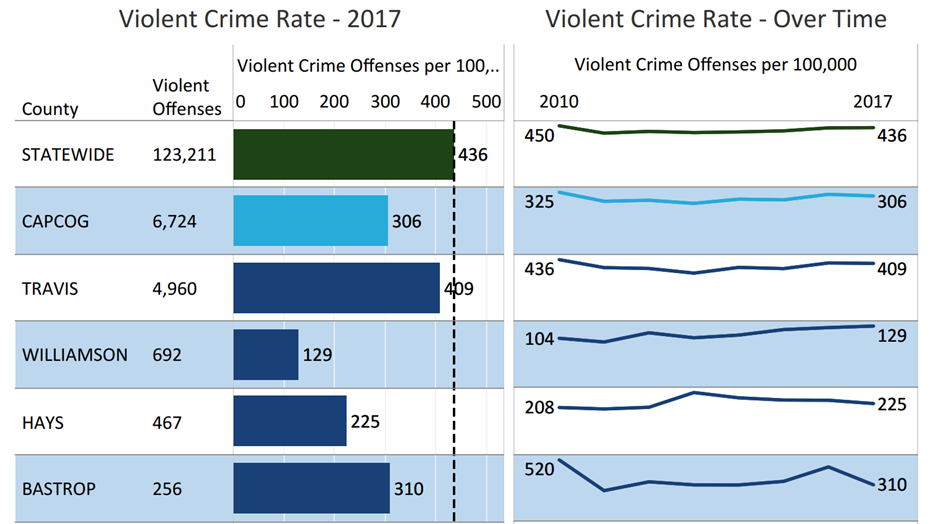 Violent Crime Rate - 2017
Violent Crime Rate - Over Time
County
Violent
Offenses
Violent Crime Offenses per 100,..
0 100 200 300 400 500
Violent Crime Offenses per 100,000
2010 2017
STATEWIDE 123,211 436 450 436
CAPCOG 6,724 306 325 306
TRAVIS 4,960 409 436 409
WILLIAMSON 692 129 104 129
HAYS 467 225 208 225
BASTROP 256 310 520 310